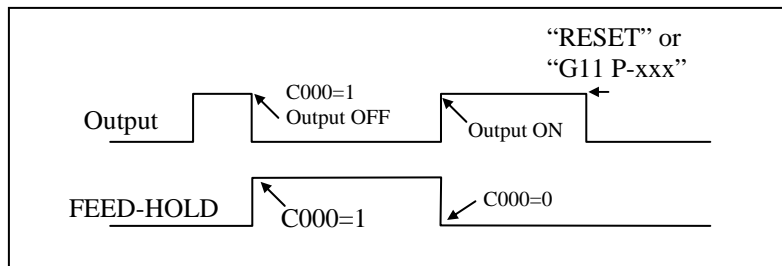 “RESET” or
“G11 P-xxx”
C000=1
Output OFF
Output
Output ON
FEED-HOLD
C000=1
C000=0